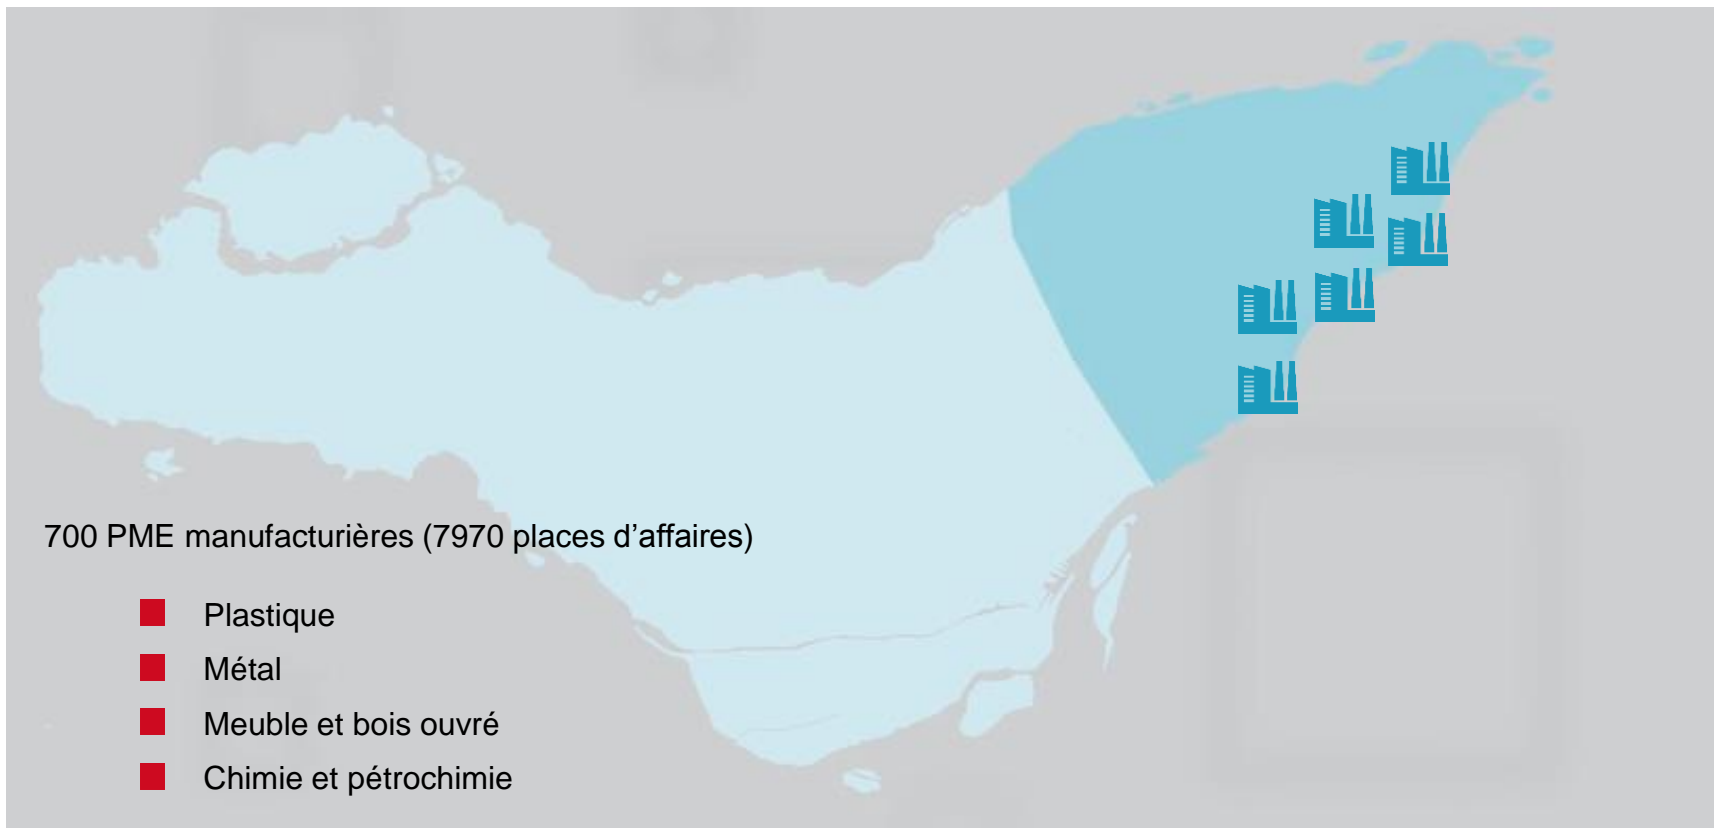 700 PME manufacturières (7970 places d’affaires)
Plastique
Métal
Meuble et bois ouvré
Chimie et pétrochimie